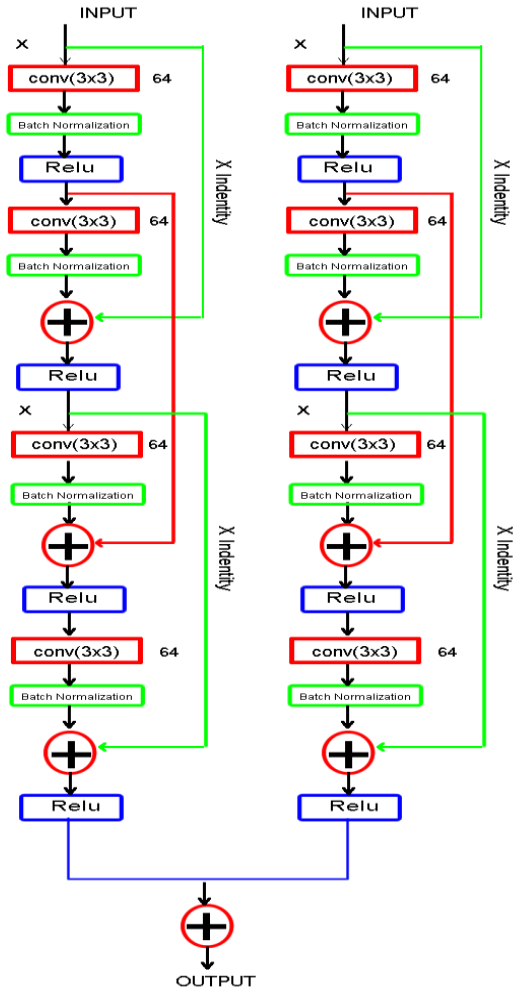 INPUT
X
conv(3x3) 64
Batch Normalization
Relu
X Indentity
conv(3x3) 64
Batch Normalization
Relu
X
conv(3x3) 64
Batch Normalization
X Indentity
Relu
conv(3x3) 64
Batch Normalization
Relu
INPUT
X
conv(3x3) 64
Batch Normalization
Relu
X Indentity
conv(3x3) 64
Batch Normalization
Relu
X
conv(3x3) 64
Batch Normalization
X Indentity
Relu
conv(3x3) 64
Batch Normalization
Relu
OUTPUT